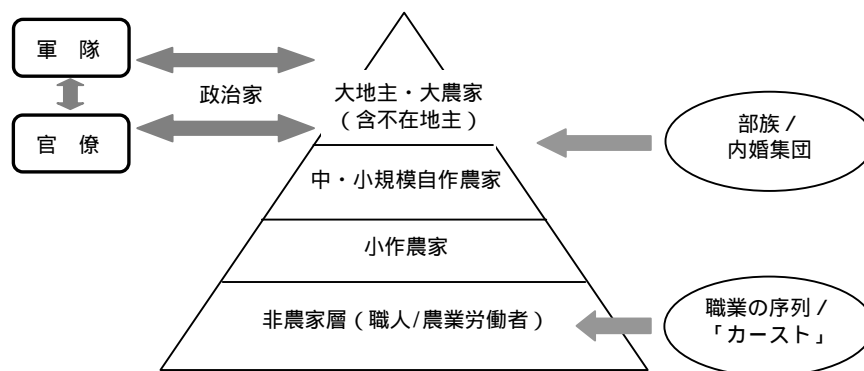 軍　隊
政治家
官　僚
大地主・大農家
（含不在地主）
中・小規模自作農家
小作農家
非農家層（職人/農業労働者）
部族 /
内婚集団
職業の序列 /
「カースト」